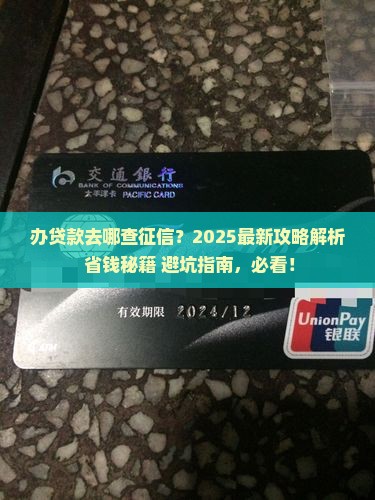 交通銀行
BANK OF COMMUNICATIONS
太平洋卡 PACIFIC CARD
办贷款去哪查征信？2025最新攻略解析
省钱秘籍 避坑指南，必看！
有效期限 2024/12
ATM
UnionPay
银联